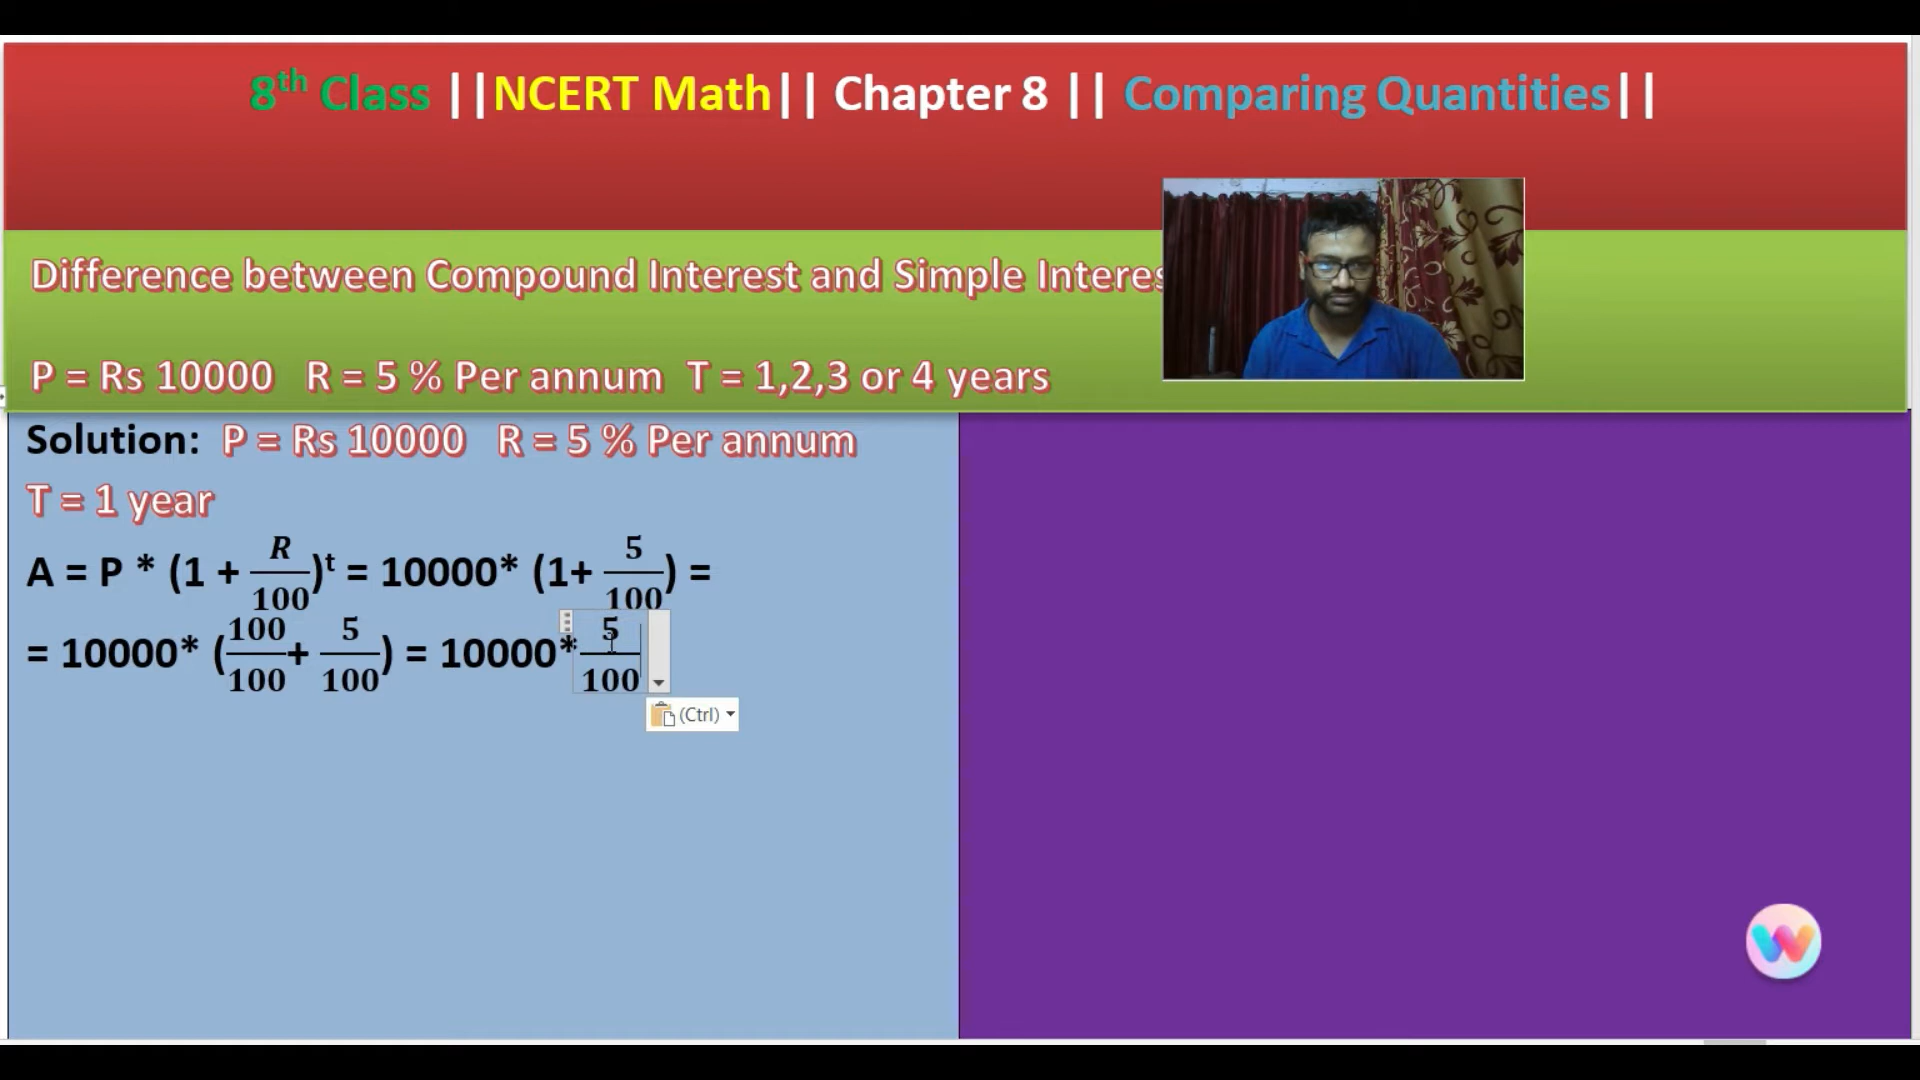 8th Class ||NCERT Math|| Chapter 8 || Comparing Quantities||
Difference between Compound Interest and Simple Interes
P = Rs 10000 R = 5 % Per annum T = 1,2,3 or 4 years
Solution: P = Rs 10000 R = 5 % Per annum
T = 1 year
A = P * (1 + R/100)^t = 10000* (1+ 5/100) =
= 10000* (100/100+ 5/100) = 10000* 5/100
(Ctrl)